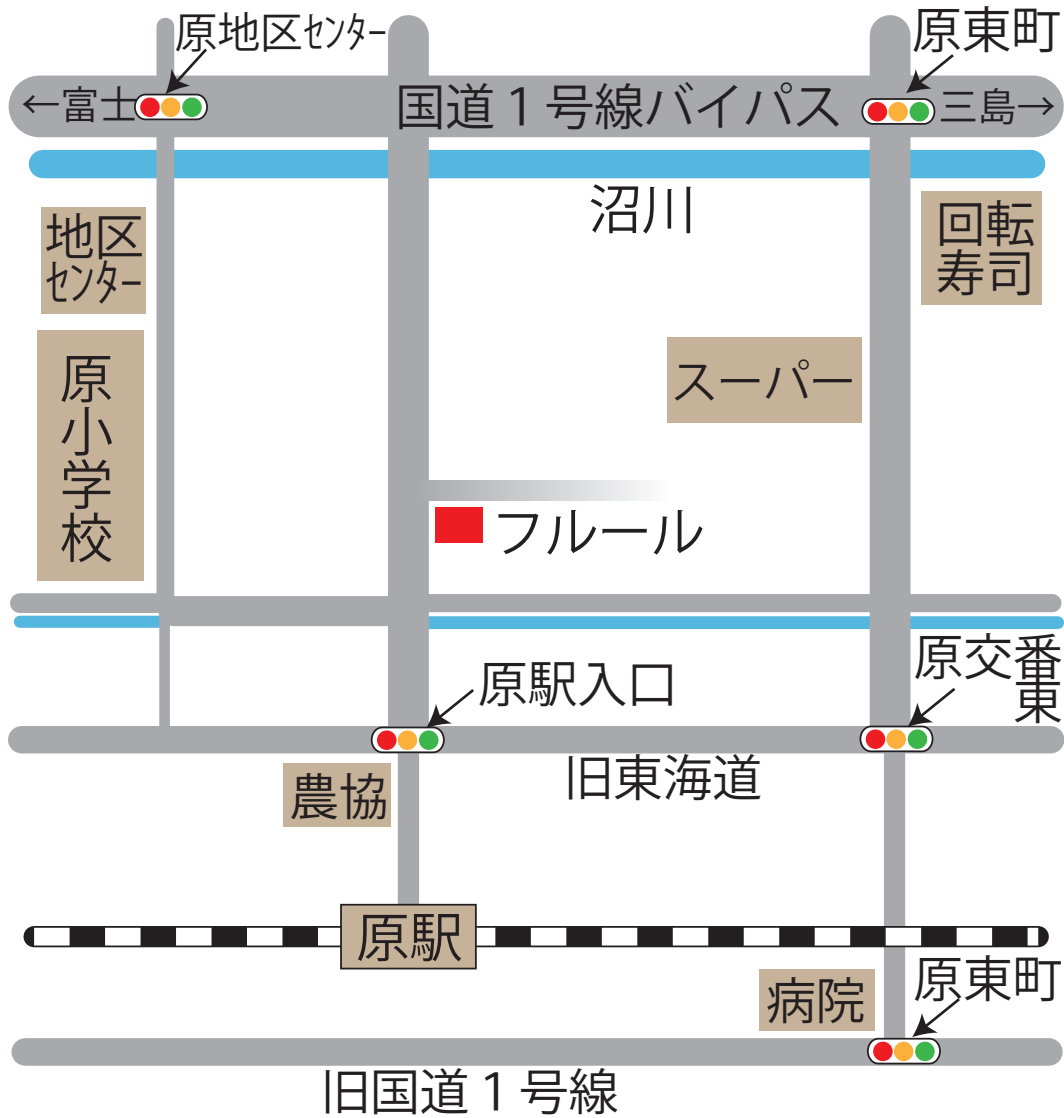 原地区センター
原東町
←富士
国道1号線バイパス
三島→
沼川
地区
センター
回転
寿司
原小学校
スーパー
フルール
原駅入口
原交番
東
旧東海道
農協
原駅
病院
原東町
旧国道1号線